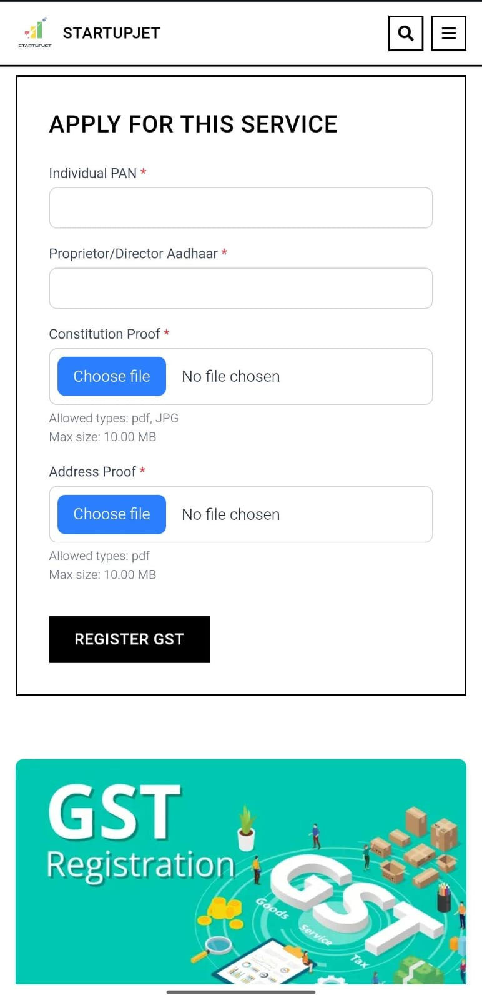 STARTUPJET
STARTUPJET
APPLY FOR THIS SERVICE
Individual PAN *
Proprietor/Director Aadhaar *
Constitution Proof *
Choose file No file chosen
Allowed types: pdf, JPG
Max size: 10.00 MB
Address Proof *
Choose file No file chosen
Allowed types: pdf
Max size: 10.00 MB
REGISTER GST
GST
Registration
GST
Goods
Service
Tax